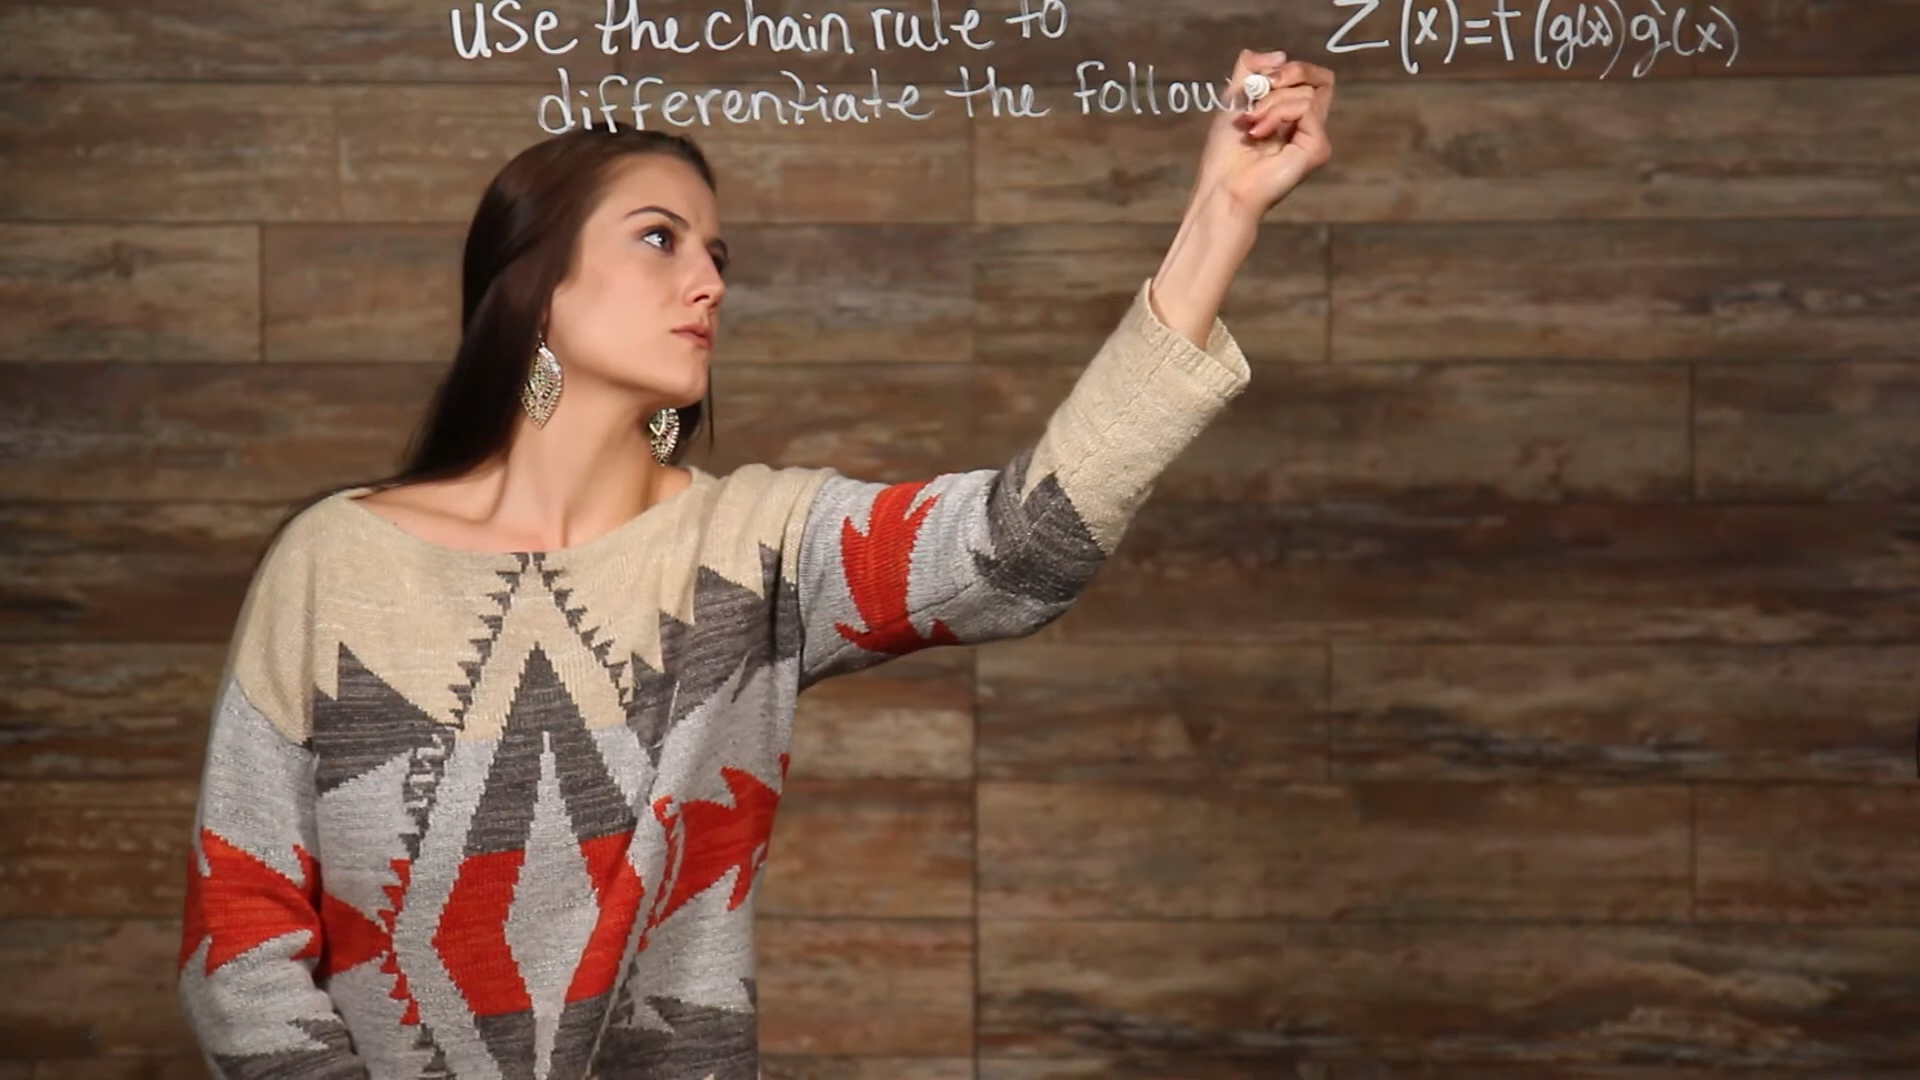 use the chain rule to
differentiate the follow
Z(x)=f(g(x))g'(x)